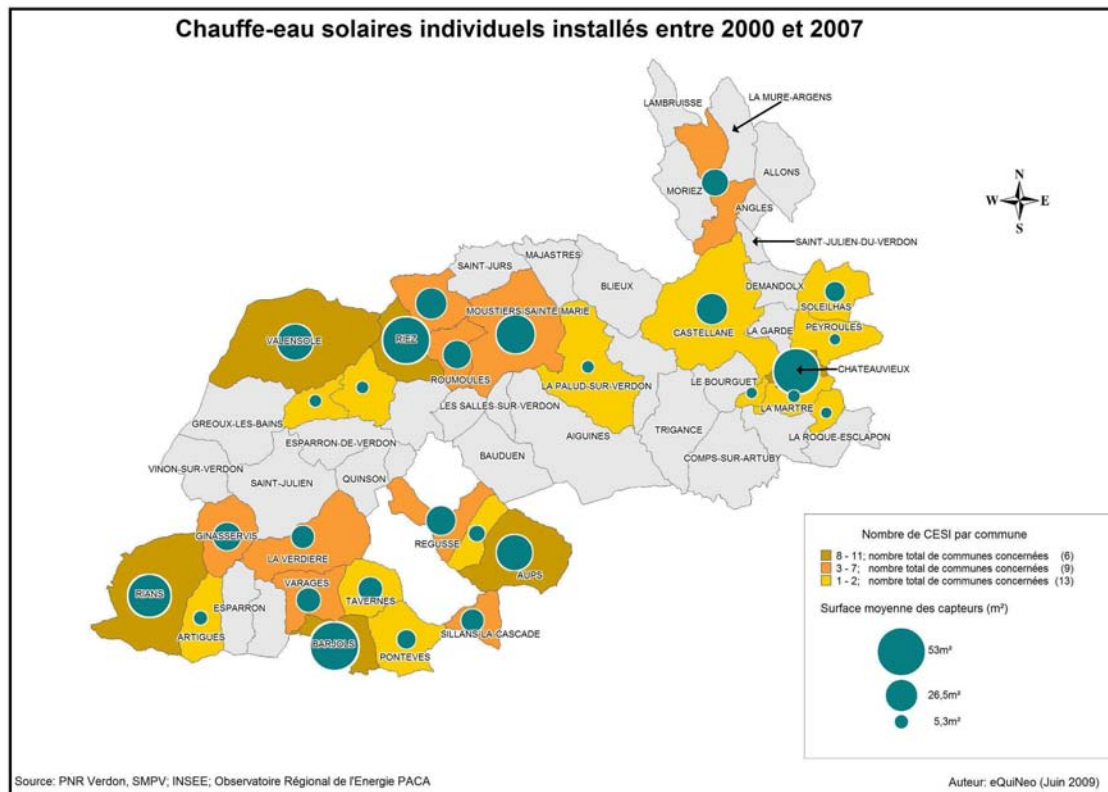 Chauffe-eau solaires individuels installés entre 2000 et 2007
LAMBRUISSE
LA MURE-ARGENS
ALLONS
MORIEZ
ANGLES
N
W E
S
SAINT-JULIEN-DU-VERDON
SAINT-JURS
MAJASTRES
BLIEUX
DEMANDOLX
SOLEILHAS
MOUSTIERS-SAINTE MARIE
CASTELLANE
LA GARDE
PEYROULES
VALENSOLE
RIEZ
ROUMOULES
CHATEAUVIEUX
LA PALUD-SUR-VERDON
LE BOURGUET
LA MARTRE
GREOUX-LES-BAINS
LES SALLES-SUR-VERDON
AIGUINES
TRIGANCE
LA ROQUE-ESCLAPON
ESPARRON-DE-VERDON
BAUDUEN
COMPS-SUR-ARTUBY
VINON-SUR-VERDON
SAINT-JULIEN
QUINSON
GINASSERVIS
LA VERDIERE
REGUSSE
AUPS
RIANS
ESPARRON
VARAGES
TAVERNES
ARTIGUES
BARJOLS
PONTEVES
SILLANS-LA-CASCADE
Nombre de CESI par commune
8 - 11; nombre total de communes concernées (6)
3 - 7; nombre total de communes concernées (9)
1 - 2; nombre total de communes concernées (13)
Surface moyenne des capteurs (m²)
53m²
26,5m²
5,3m²
Source: PNR Verdon, SMPV; INSEE; Observatoire Régional de l'Energie PACA
Auteur: eQuiNeo (Juin 2009)